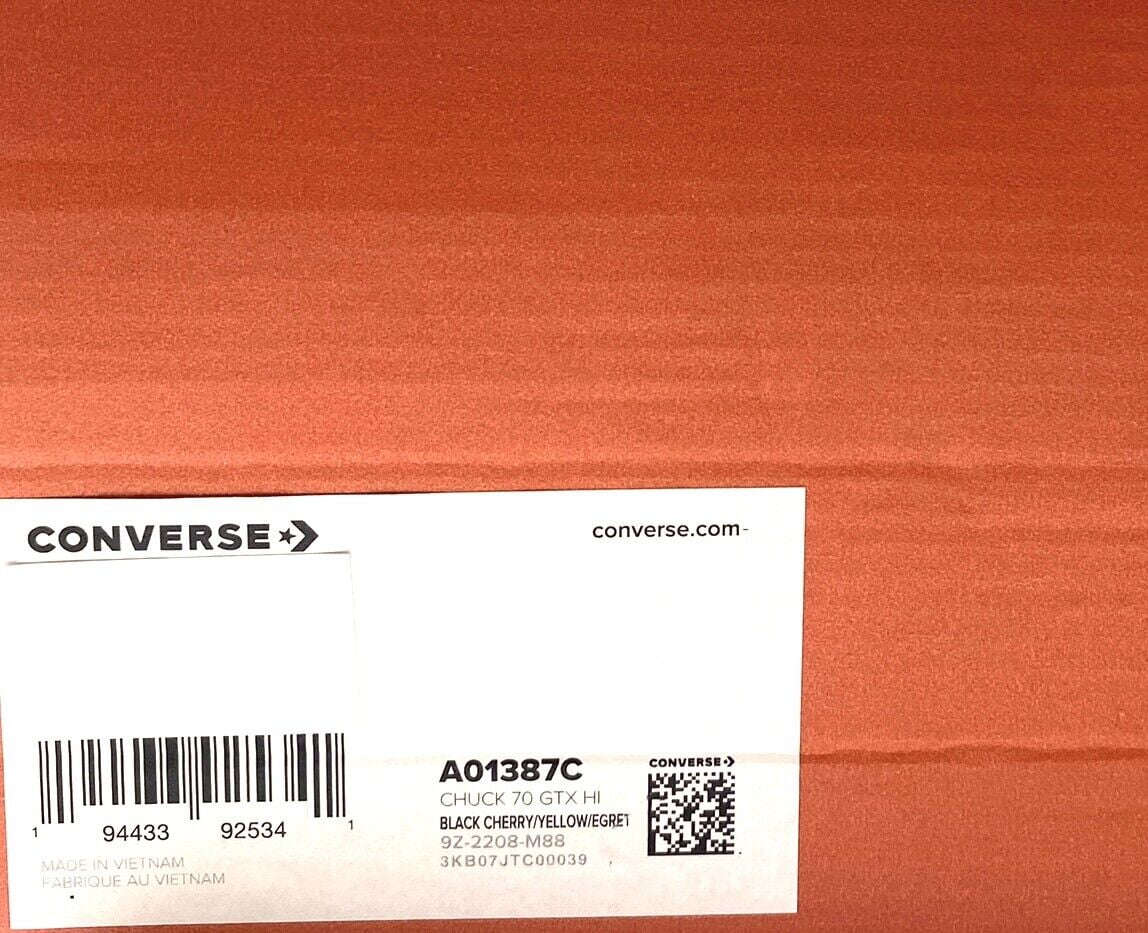 CONVERSE
converse.com
1 94433 92534 1
MADE IN VIETNAM
FABRIQUE AU VIETNAM
A01387C
CHUCK 70 GTX HI
BLACK CHERRY/YELLOW/EGRET
9Z-2208-M88
3KB07JTC00039
CONVERSE